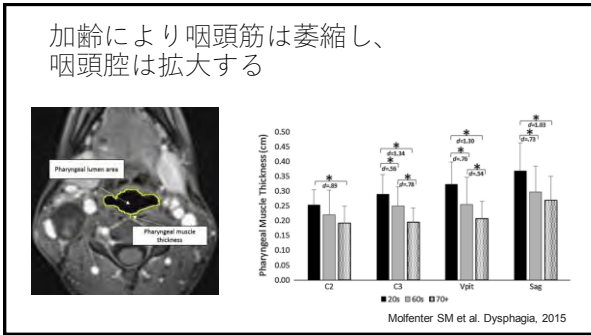 加齢により咽頭筋は萎縮し、
咽頭腔は拡大する
Pharyngeal lumen area
Pharyngeal muscle
thickness
Pharyngeal Muscle Thickness (cm)
0.50
0.45
0.40
0.35
0.30
0.25
0.20
0.15
0.10
0.05
0.00
*
d=.89
*
d=1.34
*
d=.56
*
d=.78
*
d=1.30
*
d=.76
*
d=.54
*
d=1.03
*
d=.73
C2 C3 Vpit Sag
20s 60s 70+
Molfenter SM et al. Dysphagia, 2015